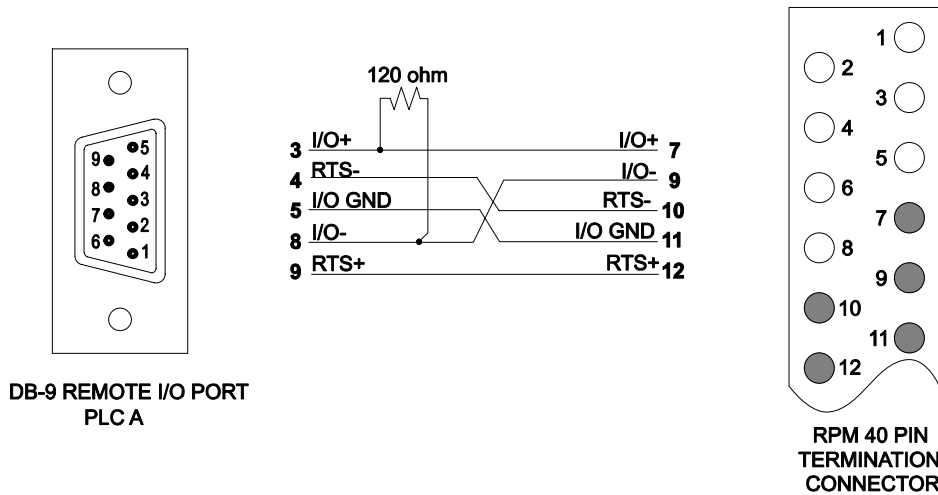 120 ohm
3 I/O+ I/O+ 7
4 RTS- I/O- 9
5 I/O GND RTS- 10
8 I/O- I/O GND 11
9 RTS+ RTS+ 12
5
9
4
8
3
7
2
6
1
DB-9 REMOTE I/O PORT
PLC A
1
2
3
4
5
6
7
8
9
10
11
12
RPM 40 PIN
TERMINATION
CONNECTOR